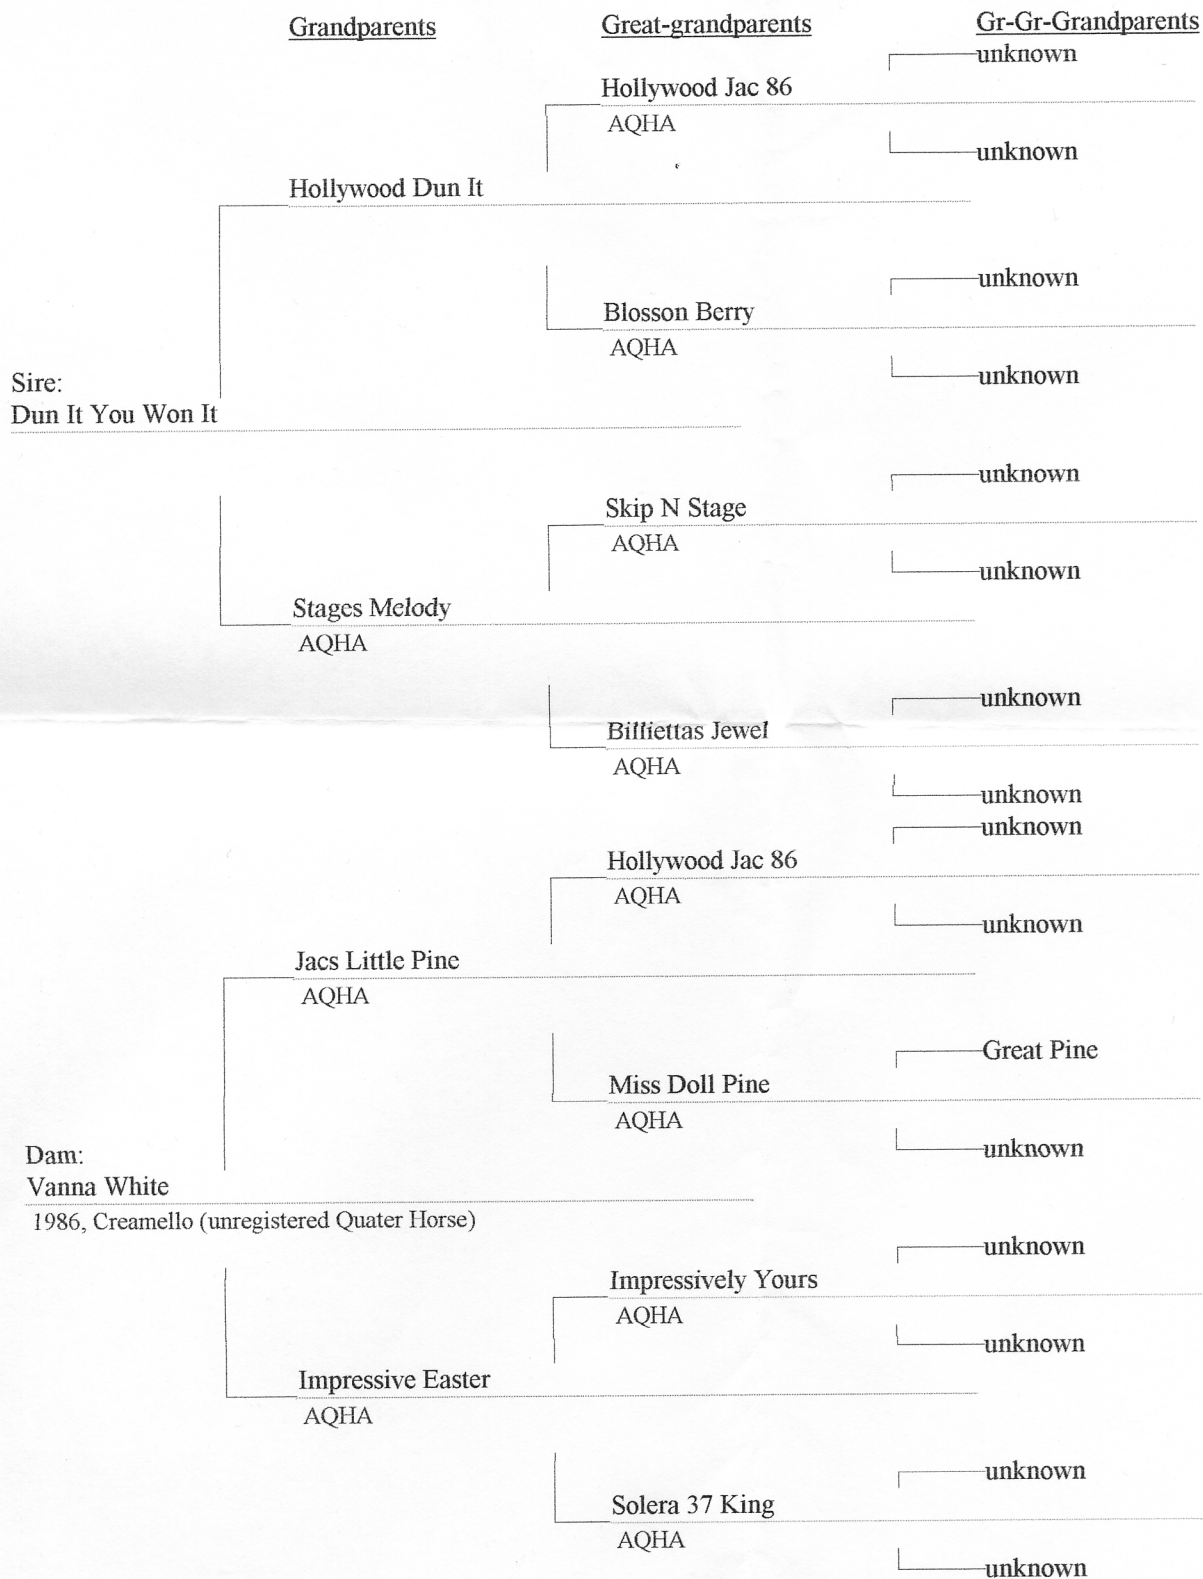 Grandparents Great-grandparents Gr-Gr-Grandparents
unknown
Hollywood Jac 86
AQHA
unknown
Hollywood Dun It
unknown
Blosson Berry
AQHA
unknown
Sire:
Dun It You Won It
unknown
Skip N Stage
AQHA
unknown
Stages Melody
AQHA
unknown
Billiettas Jewel
AQHA
unknown
unknown
Hollywood Jac 86
AQHA
unknown
Jacs Little Pine
AQHA
Great Pine
Miss Doll Pine
AQHA
unknown
Dam:
Vanna White
1986, Creamello (unregistered Quater Horse)
unknown
Impressively Yours
AQHA
unknown
Impressive Easter
AQHA
unknown
Solera 37 King
AQHA
unknown